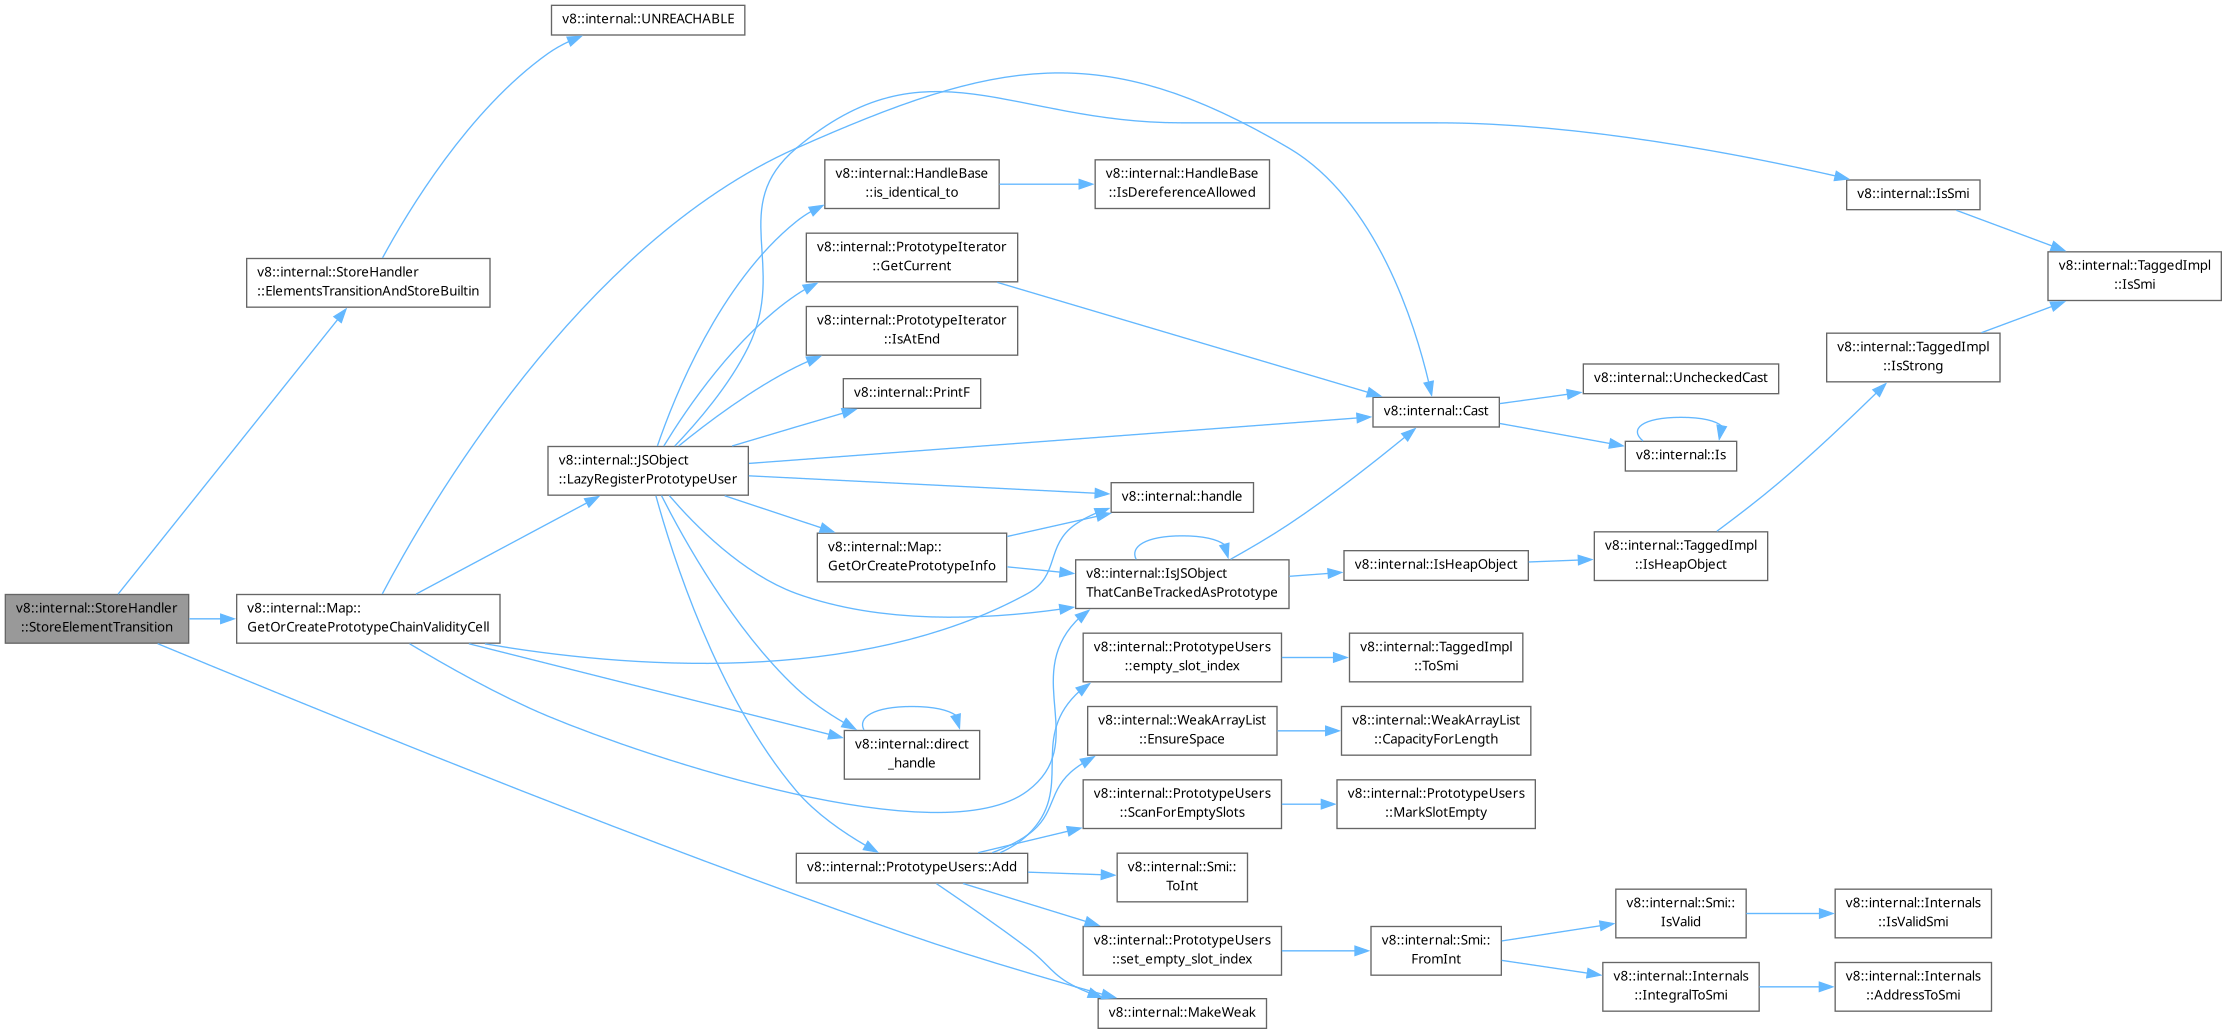 v8::internal::UNREACHABLE
v8::internal::HandleBase
::is_identical_to
v8::internal::HandleBase
::IsDereferenceAllowed
v8::internal::IsSmi
v8::internal::PrototypeIterator
::GetCurrent
v8::internal::TaggedImpl
::IsSmi
v8::internal::StoreHandler
::ElementsTransitionAndStoreBuiltin
v8::internal::PrototypeIterator
::IsAtEnd
v8::internal::TaggedImpl
::IsStrong
v8::internal::UncheckedCast
v8::internal::PrintF
v8::internal::Cast
v8::internal::Is
v8::internal::JSObject
::LazyRegisterPrototypeUser
v8::internal::handle
v8::internal::Map::
GetOrCreatePrototypeInfo
v8::internal::IsJSObject
ThatCanBeTrackedAsPrototype
v8::internal::IsHeapObject
v8::internal::TaggedImpl
::IsHeapObject
v8::internal::StoreHandler
::StoreElementTransition
v8::internal::Map::
GetOrCreatePrototypeChainValidityCell
v8::internal::PrototypeUsers
::empty_slot_index
v8::internal::TaggedImpl
::ToSmi
v8::internal::WeakArrayList
::EnsureSpace
v8::internal::WeakArrayList
::CapacityForLength
v8::internal::direct
_handle
v8::internal::PrototypeUsers
::ScanForEmptySlots
v8::internal::PrototypeUsers
::MarkSlotEmpty
v8::internal::PrototypeUsers::Add
v8::internal::Smi::
ToInt
v8::internal::Smi::
IsValid
v8::internal::Internals
::IsValidSmi
v8::internal::PrototypeUsers
::set_empty_slot_index
v8::internal::Smi::
FromInt
v8::internal::Internals
::IntegralToSmi
v8::internal::Internals
::AddressToSmi
v8::internal::MakeWeak